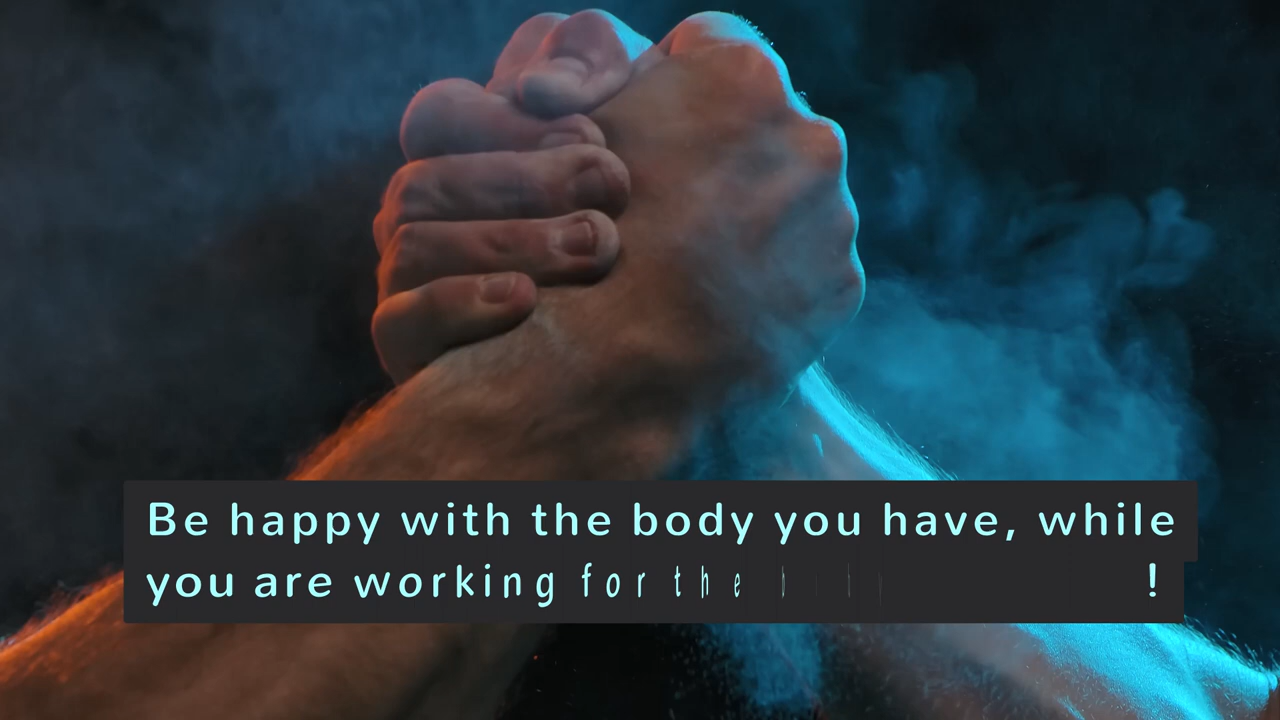 Be happy with the body you have, while
you are working for the !